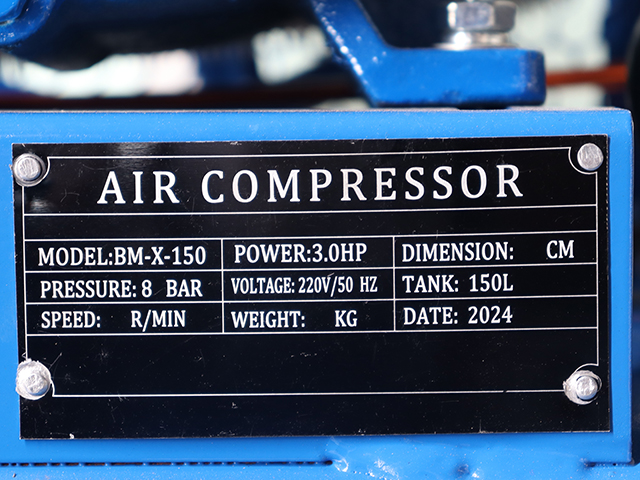 AIR COMPRESSOR
MODEL:BM-X-150 POWER:3.0HP DIMENSION: CM
PRESSURE: 8 BAR VOLTAGE: 220V/50 HZ TANK: 150L
SPEED: R/MIN WEIGHT: KG DATE: 2024